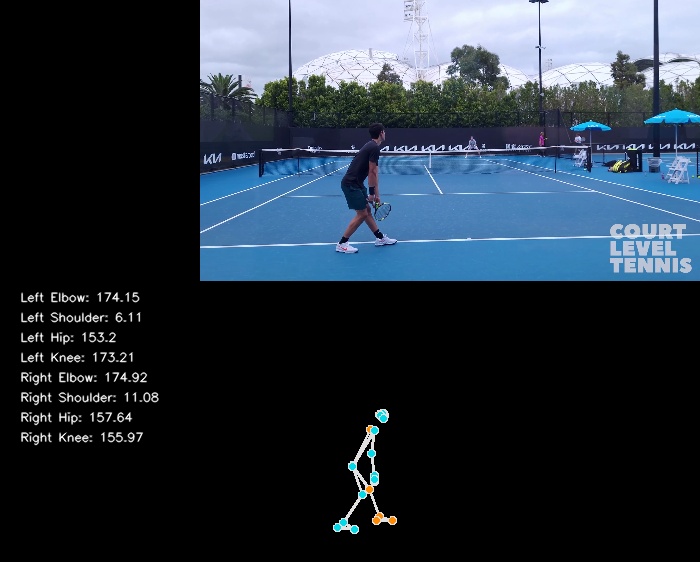 KIA
COURT
LEVEL
TENNIS
Left Elbow: 174.15
Left Shoulder: 6.11
Left Hip: 153.2
Left Knee: 173.21
Right Elbow: 174.92
Right Shoulder: 11.08
Right Hip: 157.64
Right Knee: 155.97